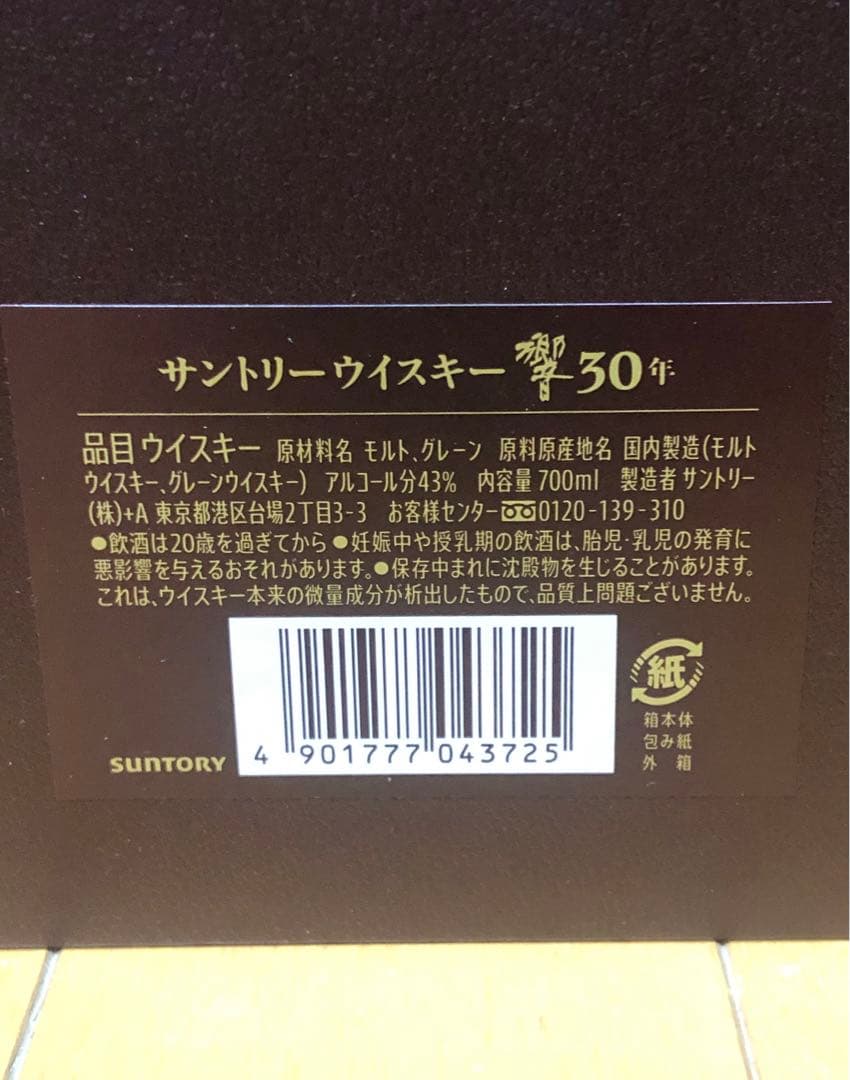 サントリーウイスキー 響 30年
品目 ウイスキー 原材料名 モルト、グレーン 原料原産地名 国内製造(モルト
ウイスキー、グレーンウイスキー) アルコール分43% 内容量 700ml 製造者 サントリー
(株)+A 東京都港区台場2丁目3-3 お客様センター 0120-139-310
●飲酒は20歳を過ぎてから ●妊娠中や授乳期の飲酒は、胎児・乳児の発育に
悪影響を与えるおそれがあります。●保存中まれに沈殿物を生じることがあります。
これは、ウイスキー本来の微量成分が析出したもので、品質上問題ございません。
紙
箱本体
包み紙
外箱
SUNTORY
4 901777 043725